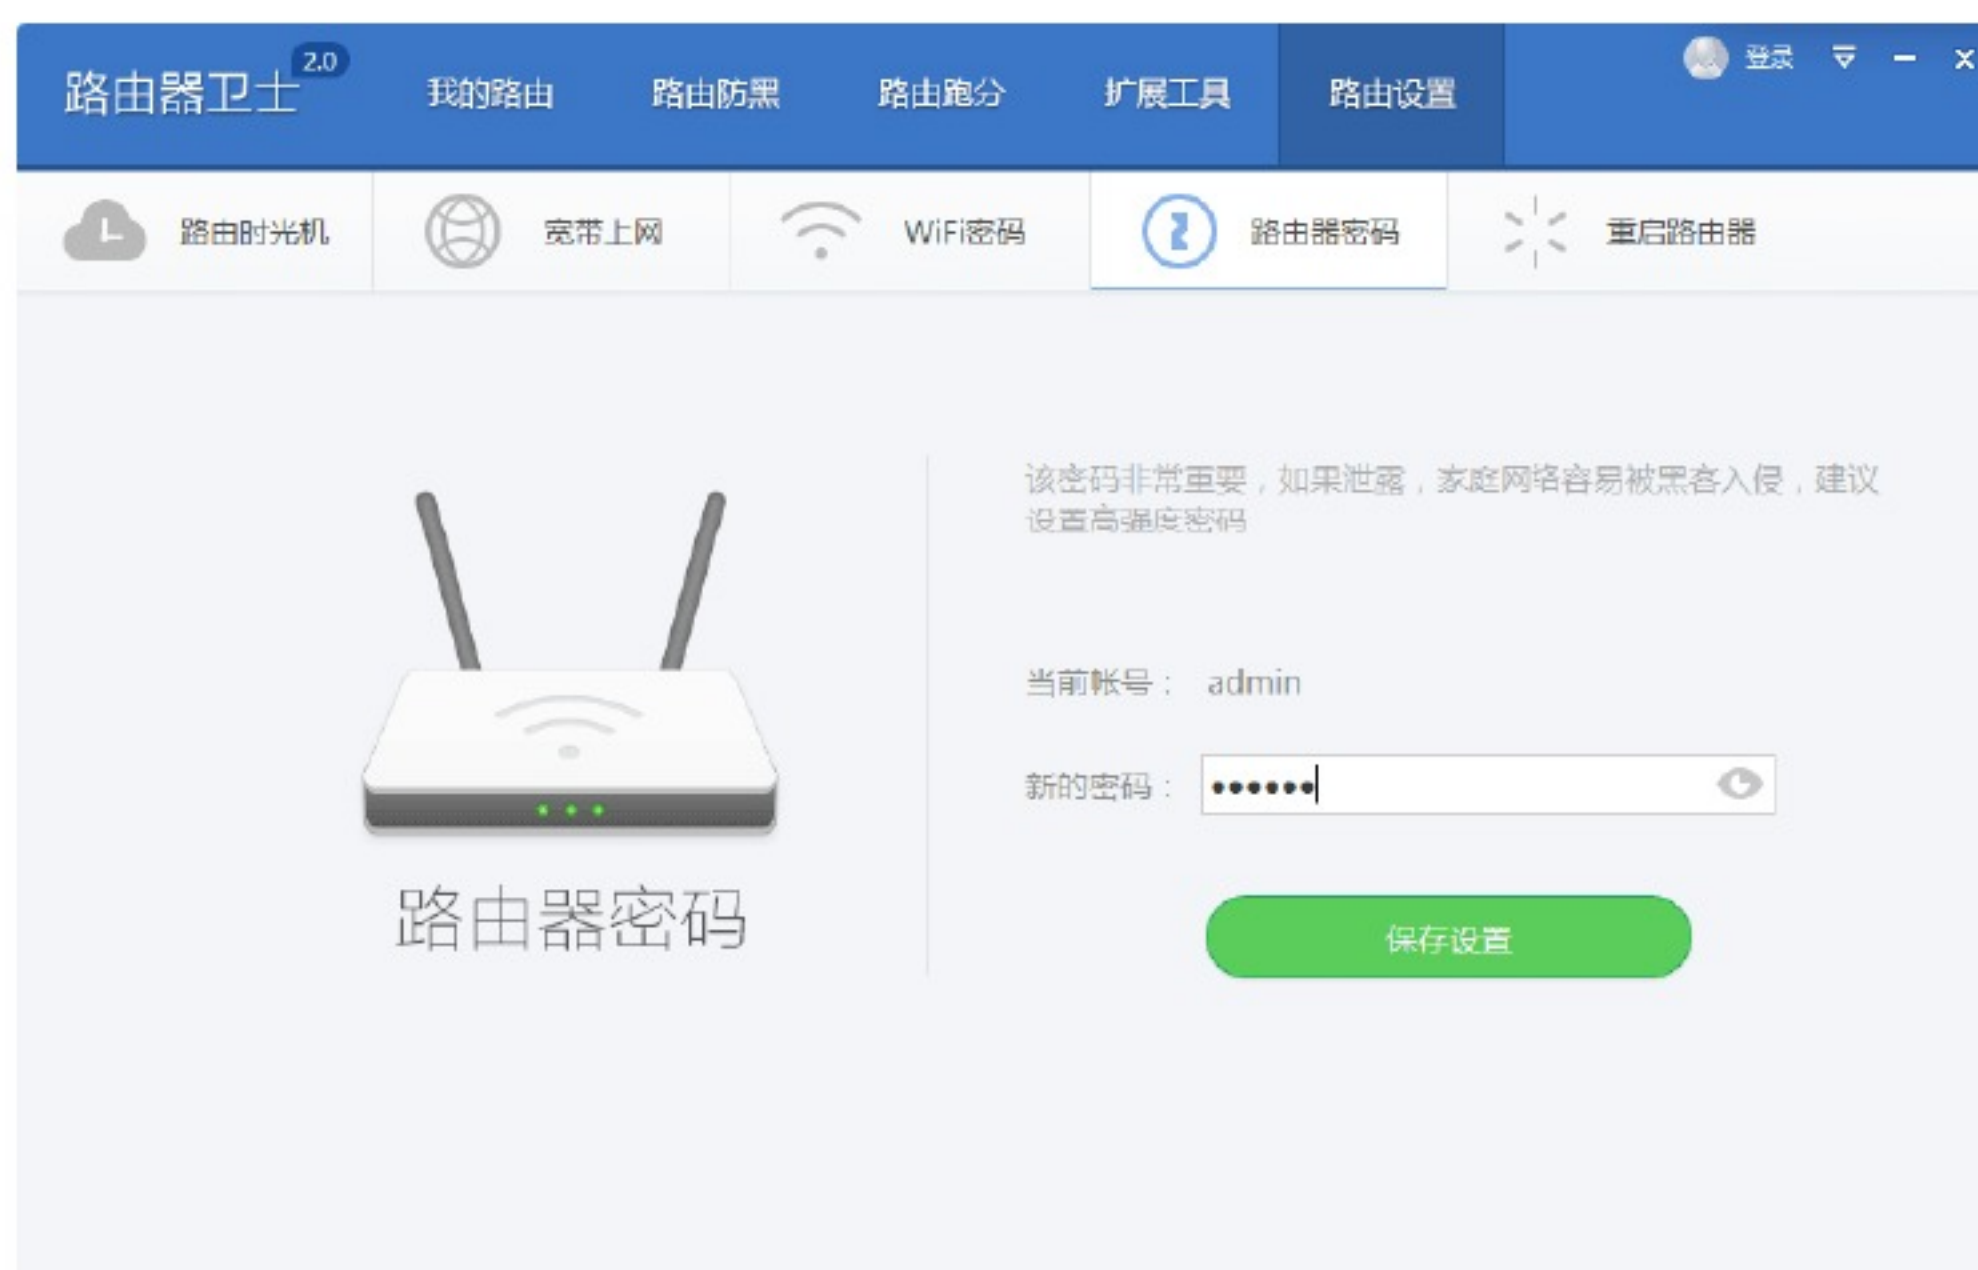 路由器卫士 2.0 我的路由 路由防黑 路由跑分 扩展工具 路由设置 登录
路由时光机 宽带上网 WiFi密码 路由器密码 重启路由器
该密码非常重要，如果泄露，家庭网络容易被黑客入侵，建议
设置高强度密码
当前帐号： admin
新的密码： ••••••
路由器密码
保存设置